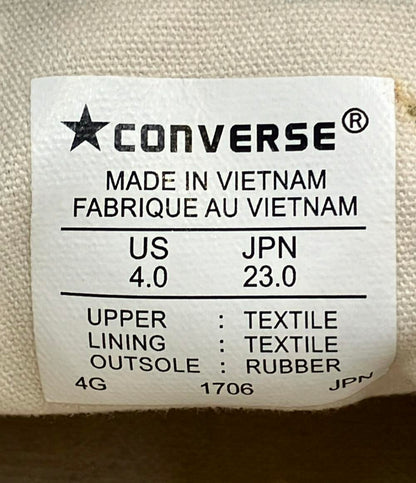 ★CONVERSE®
MADE IN VIETNAM
FABRIQUE AU VIETNAM
US JPN
4.0 23.0
UPPER : TEXTILE
LINING : TEXTILE
OUTSOLE : RUBBER
4G 1706 JPN